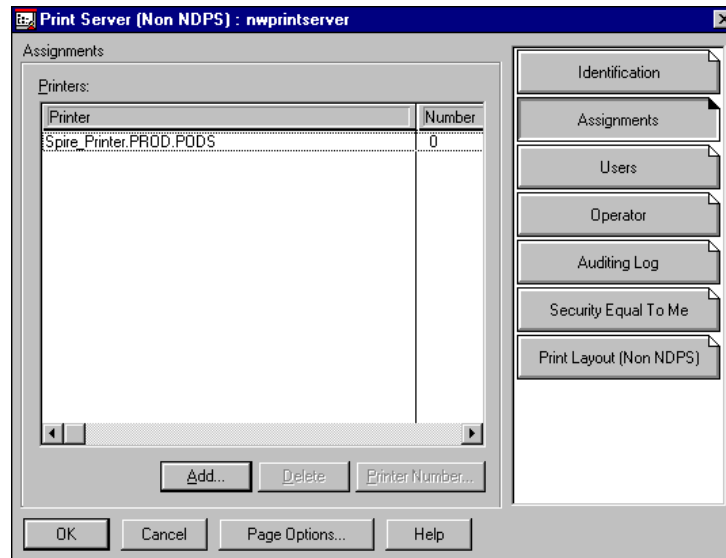 Print Server (Non NDPS) : nwprintserver
Assignments
Printers:
Printer Number
Spire_Printer.PROD.PODS 0
Add... Delete Printer Number...
OK Cancel Page Options... Help
Identification
Assignments
Users
Operator
Auditing Log
Security Equal To Me
Print Layout (Non NDPS)